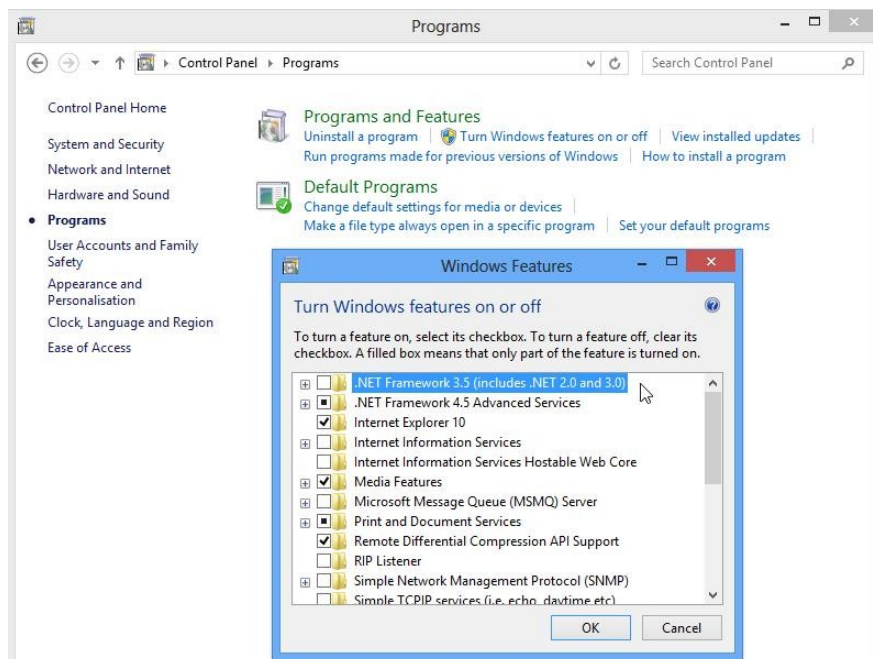 Programs
Control Panel Programs
Search Control Panel
Control Panel Home
System and Security
Network and Internet
Hardware and Sound
Programs
User Accounts and Family
Safety
Appearance and
Personalisation
Clock, Language and Region
Ease of Access
Programs and Features
Uninstall a program Turn Windows features on or off View installed updates
Run programs made for previous versions of Windows How to install a program
Default Programs
Change default settings for media or devices
Make a file type always open in a specific program Set your default programs
Windows Features
Turn Windows features on or off
To turn a feature on, select its checkbox. To turn a feature off, clear its
checkbox. A filled box means that only part of the feature is turned on.
.NET Framework 3.5 (includes .NET 2.0 and 3.0)
.NET Framework 4.5 Advanced Services
Internet Explorer 10
Internet Information Services
Internet Information Services Hostable Web Core
Media Features
Microsoft Message Queue (MSMQ) Server
Print and Document Services
Remote Differential Compression API Support
RIP Listener
Simple Network Management Protocol (SNMP)
Simple TCPIP services (i.e. echo, daytime etc)
OK Cancel